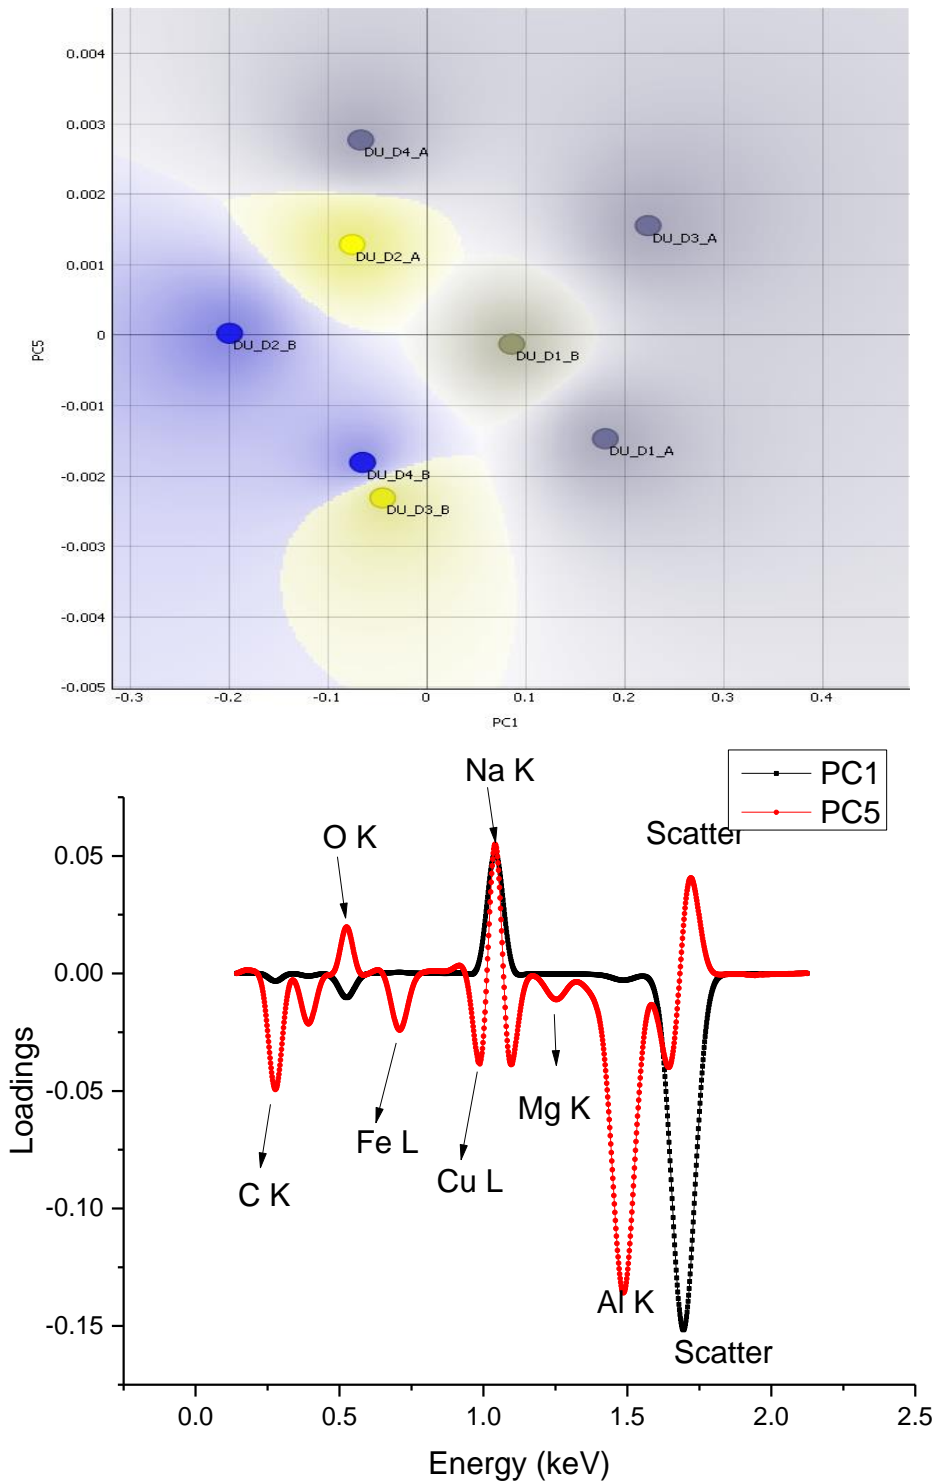 0.004
0.003
0.002
0.001
0
-0.001
-0.002
-0.003
-0.004
-0.005
PC5
DU_D4_A
DU_D3_A
DU_D2_A
DU_D2_B
DU_D1_B
DU_D1_A
DU_D4_B
DU_D3_B
-0.3 -0.2 -0.1 0 0.1 0.2 0.3 0.4
PC1
PC1
PC5
Na K
O K
Scatter
0.05
0.00
-0.05
-0.10
-0.15
Loadings
Fe L
Mg K
C K
Cu L
Al K
Scatter
0.0 0.5 1.0 1.5 2.0 2.5
Energy (keV)